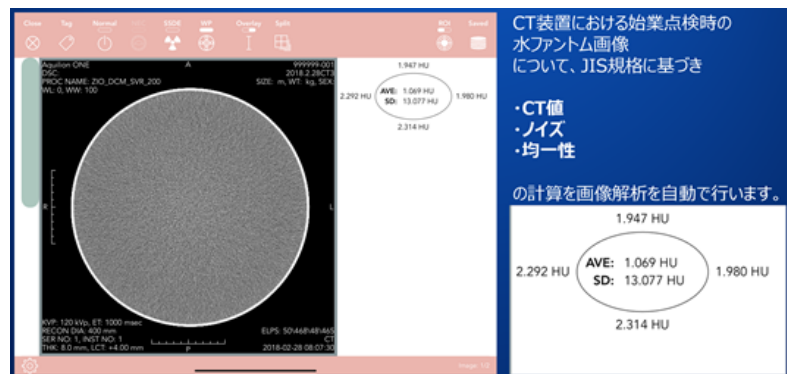 Close Tag Normal SSDE WP Overlay Split ROI Saved
Aquilion ONE
DSC:
PROC NAME: ZIO_DCM_SVR_200
WL: 0, WW: 100
A
999999-001
2018.2.28CT3
SIZE: m, WT: kg, SEX:
R
L
KVP: 120 kVp, ET: 1000 msec
RECON DIA: 400 mm
SER NO: 1, INST NO: 1
THK: 8.0 mm, LCT: +4.00 mm
P
ELPS: 50\468\48\465
CT
2018-02-28 08:07:30
Image: 1/2
1.947 HU
2.292 HU
AVE: 1.069 HU
SD: 13.077 HU
1.980 HU
2.314 HU
CT装置における始業点検時の
水ファントム画像
について、JIS規格に基づき
・CT値
・ノイズ
・均一性
の計算を画像解析を自動で行います。
1.947 HU
2.292 HU
AVE: 1.069 HU
SD: 13.077 HU
1.980 HU
2.314 HU